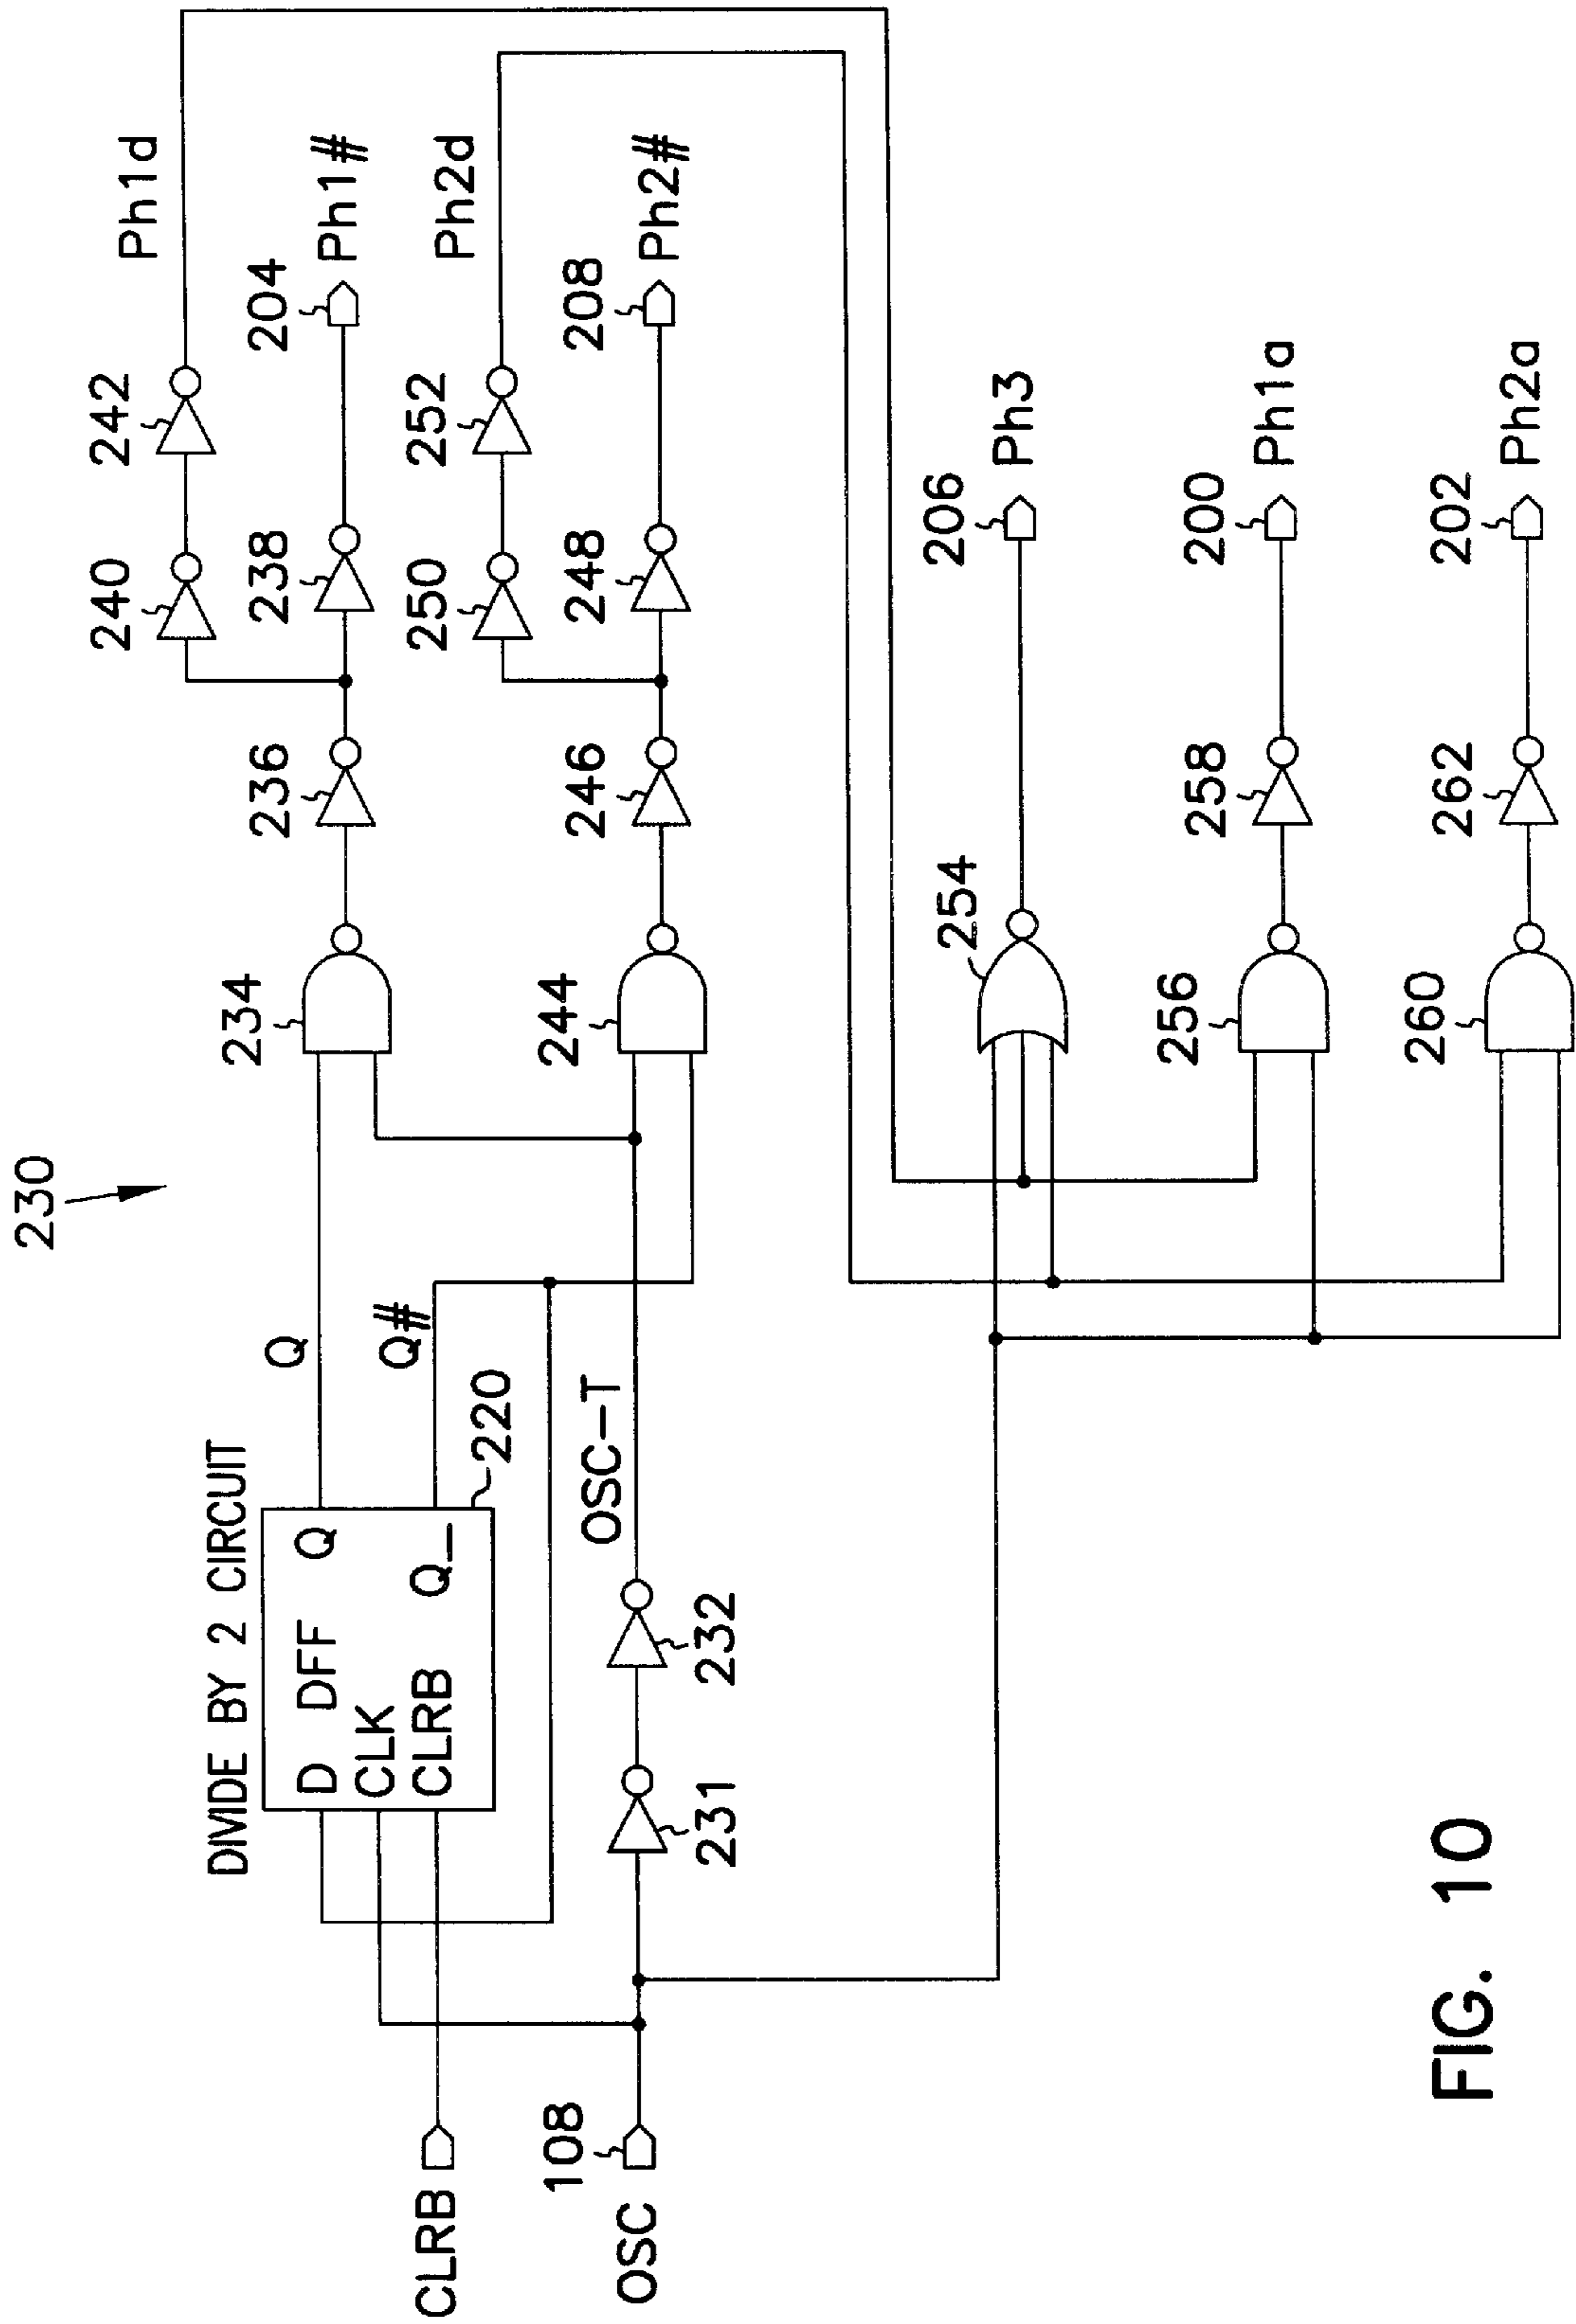 230
DIVIDE BY 2 CIRCUIT
D DFF Q
CLK
CLRB Q_
220
Q
Q#
CLRB
108
OSC
231
232
OSC-T
234
236
238
240
242
Ph1d
204
Ph1#
244
246
248
250
252
Ph2d
208
Ph2#
254
206
Ph3
256
258
200
Ph1a
260
262
202
Ph2a
FIG. 10